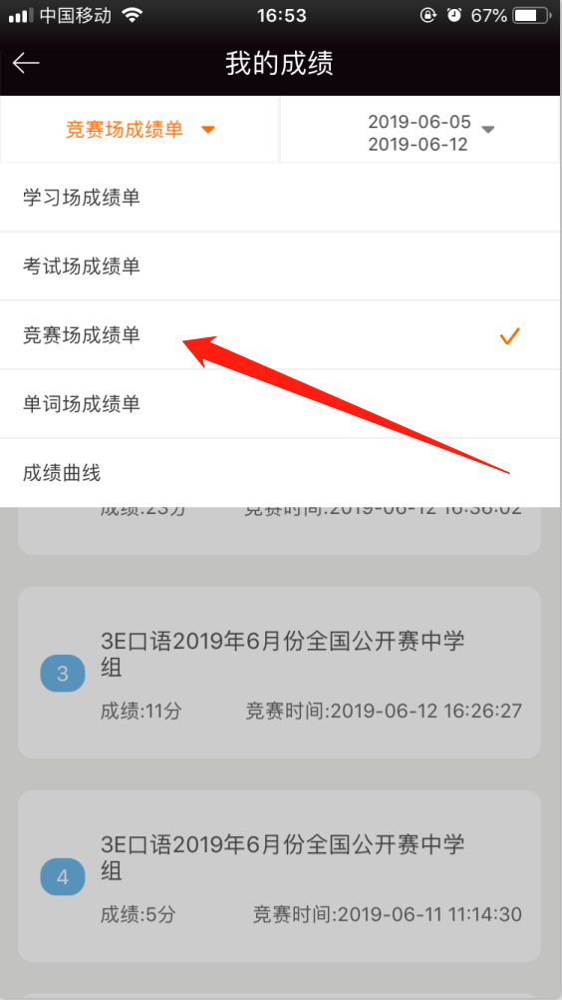 中国移动
16:53
67%
我的成绩
竞赛场成绩单
2019-06-05
2019-06-12
学习场成绩单
考试场成绩单
竞赛场成绩单
单词场成绩单
成绩曲线
成绩:23分
竞赛时间:2019-06-12 16:36:02
3E口语2019年6月份全国公开赛中学
组
3
成绩:11分
竞赛时间:2019-06-12 16:26:27
3E口语2019年6月份全国公开赛中学
组
4
成绩:5分
竞赛时间:2019-06-11 11:14:30